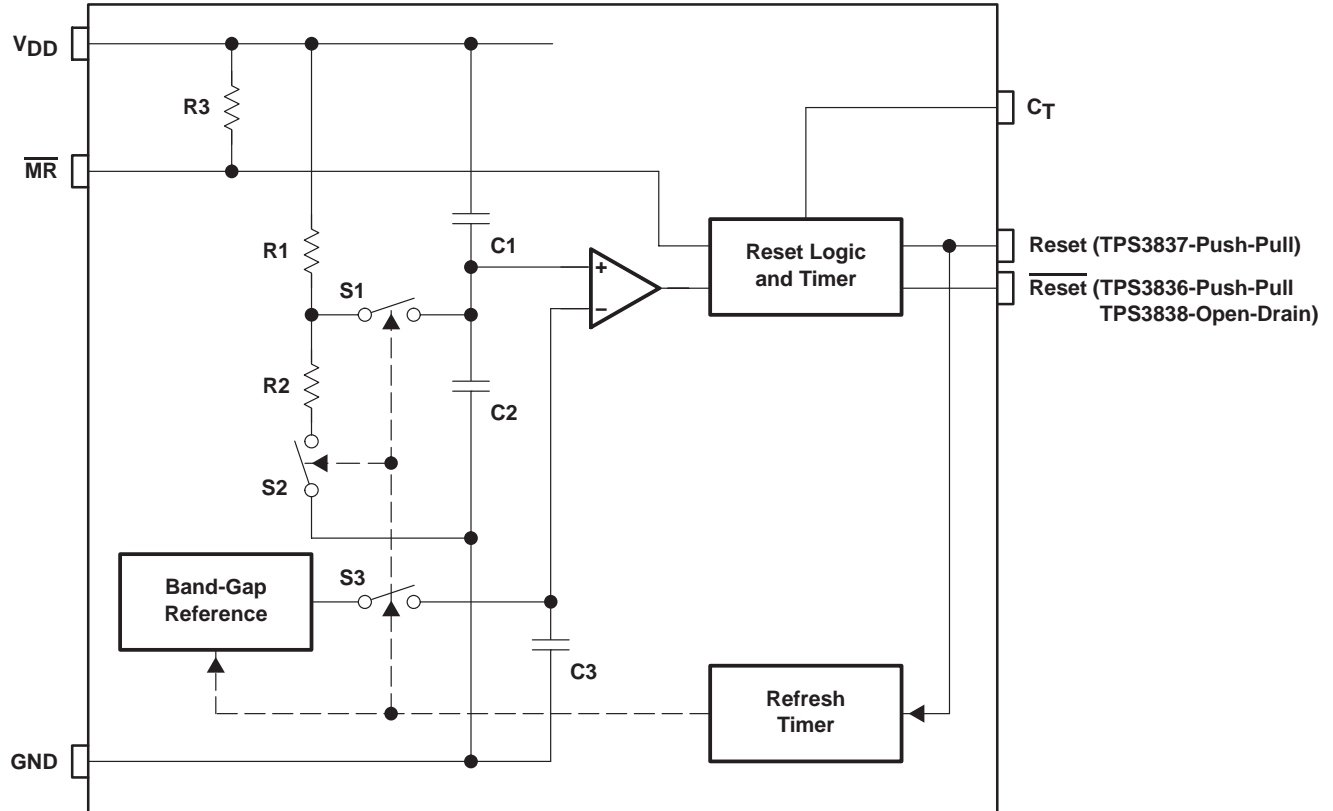 VDD
R3
CT
MR
R1
C1
Reset Logic
and Timer
Reset (TPS3837-Push-Pull)
Reset (TPS3836-Push-Pull
TPS3838-Open-Drain)
S1
+
−
R2
C2
S2
Band-Gap
Reference
S3
C3
Refresh
Timer
GND